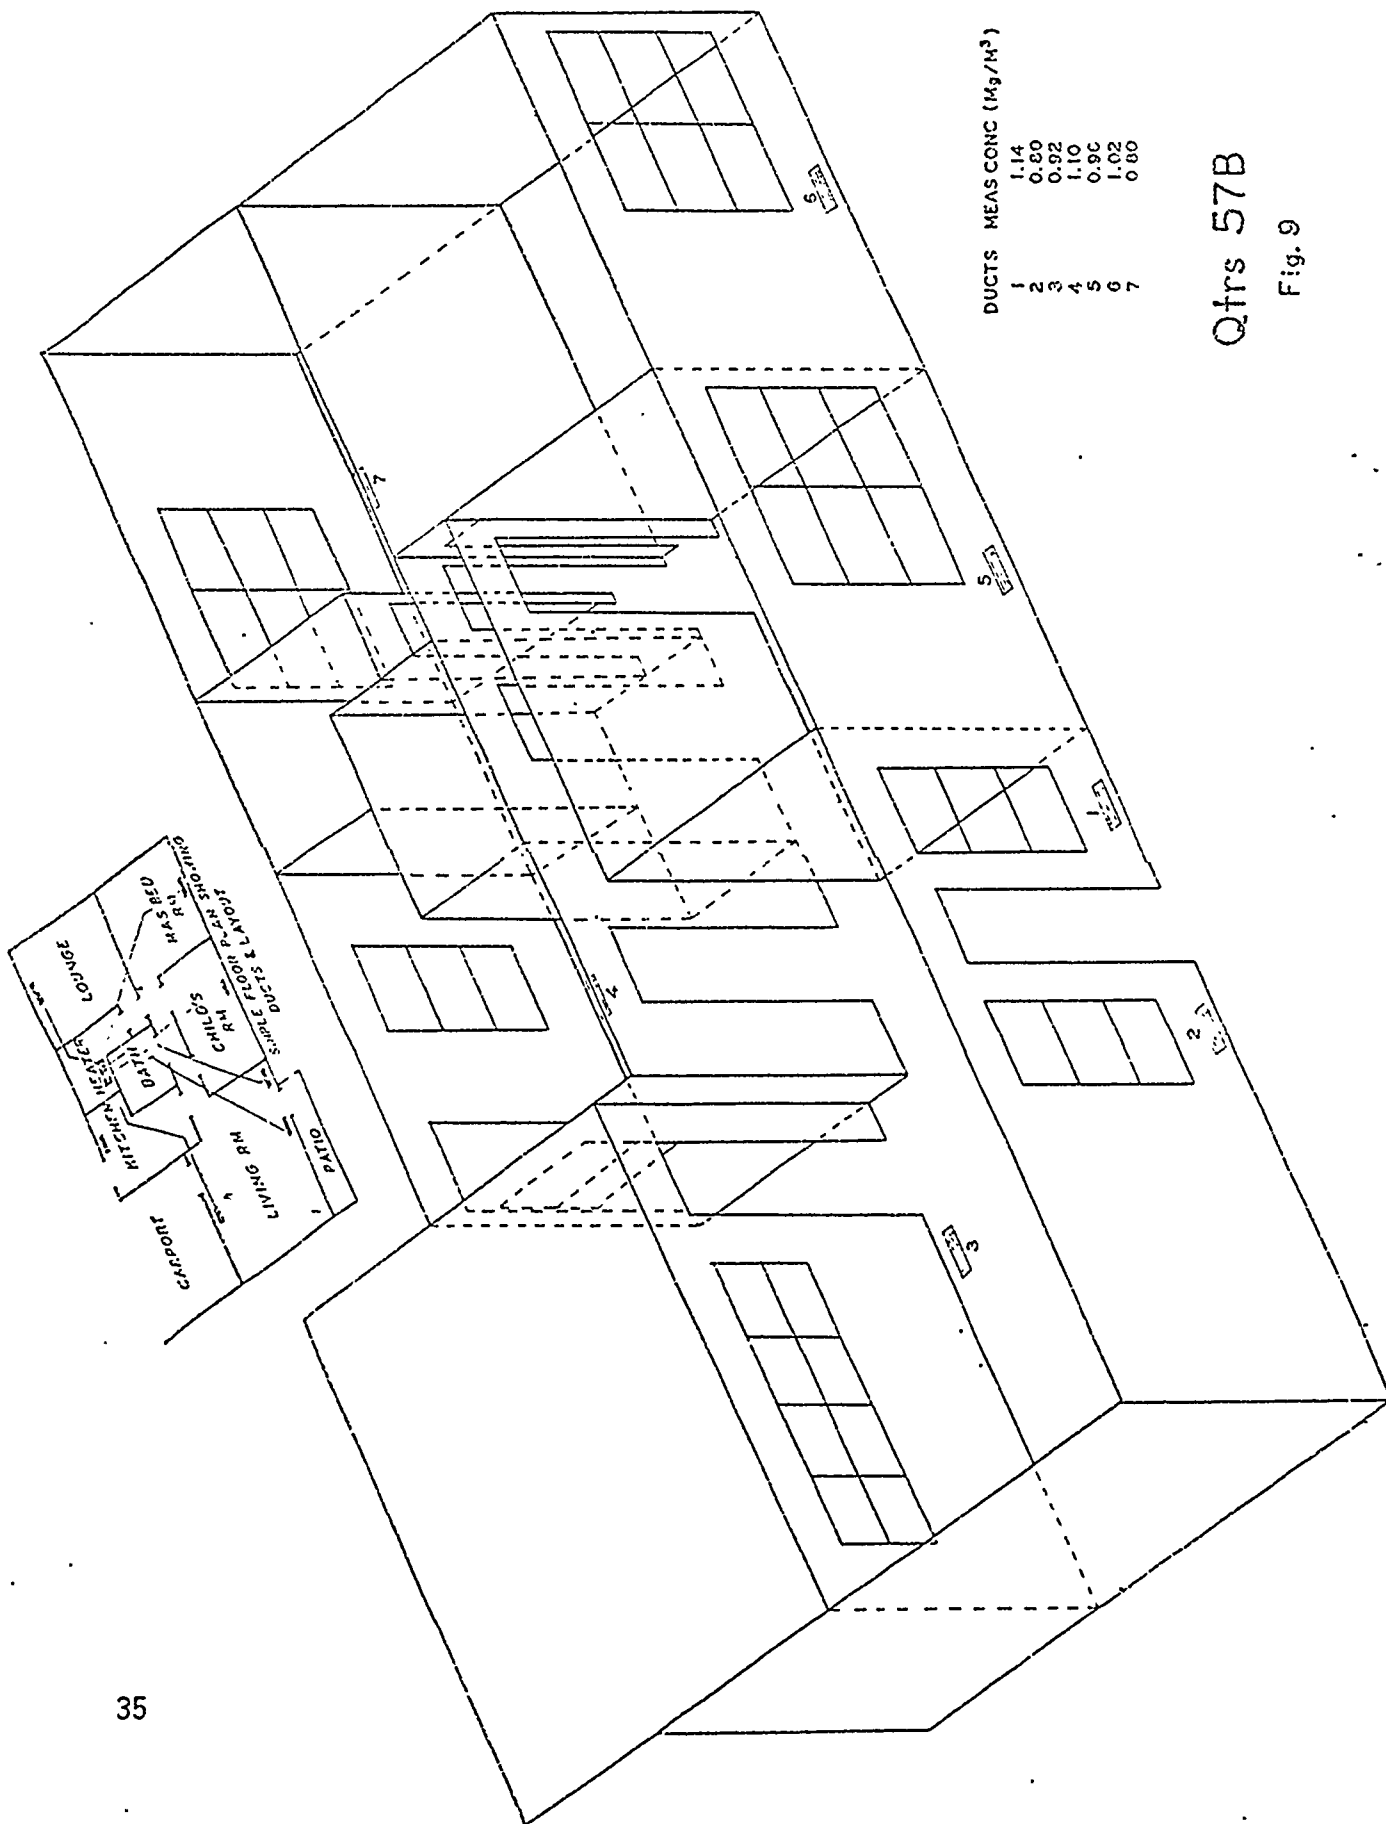 LOUNGE
MAS BED
RM
KITCHEN
HEATER
BATH
CHILD'S
RM
CARPORT
LIVING RM
PATIO
SIMPLE FLOOR PLAN SHOWING
DUCTS & LAYOUT
4
7
4
6
5
1
3
2
DUCTS MEAS CONC (Mg/M³)
1 1.14
2 0.80
3 0.92
4 1.10
5 0.90
6 1.02
7 0.80
Qtrs 57B
Fig. 9
35